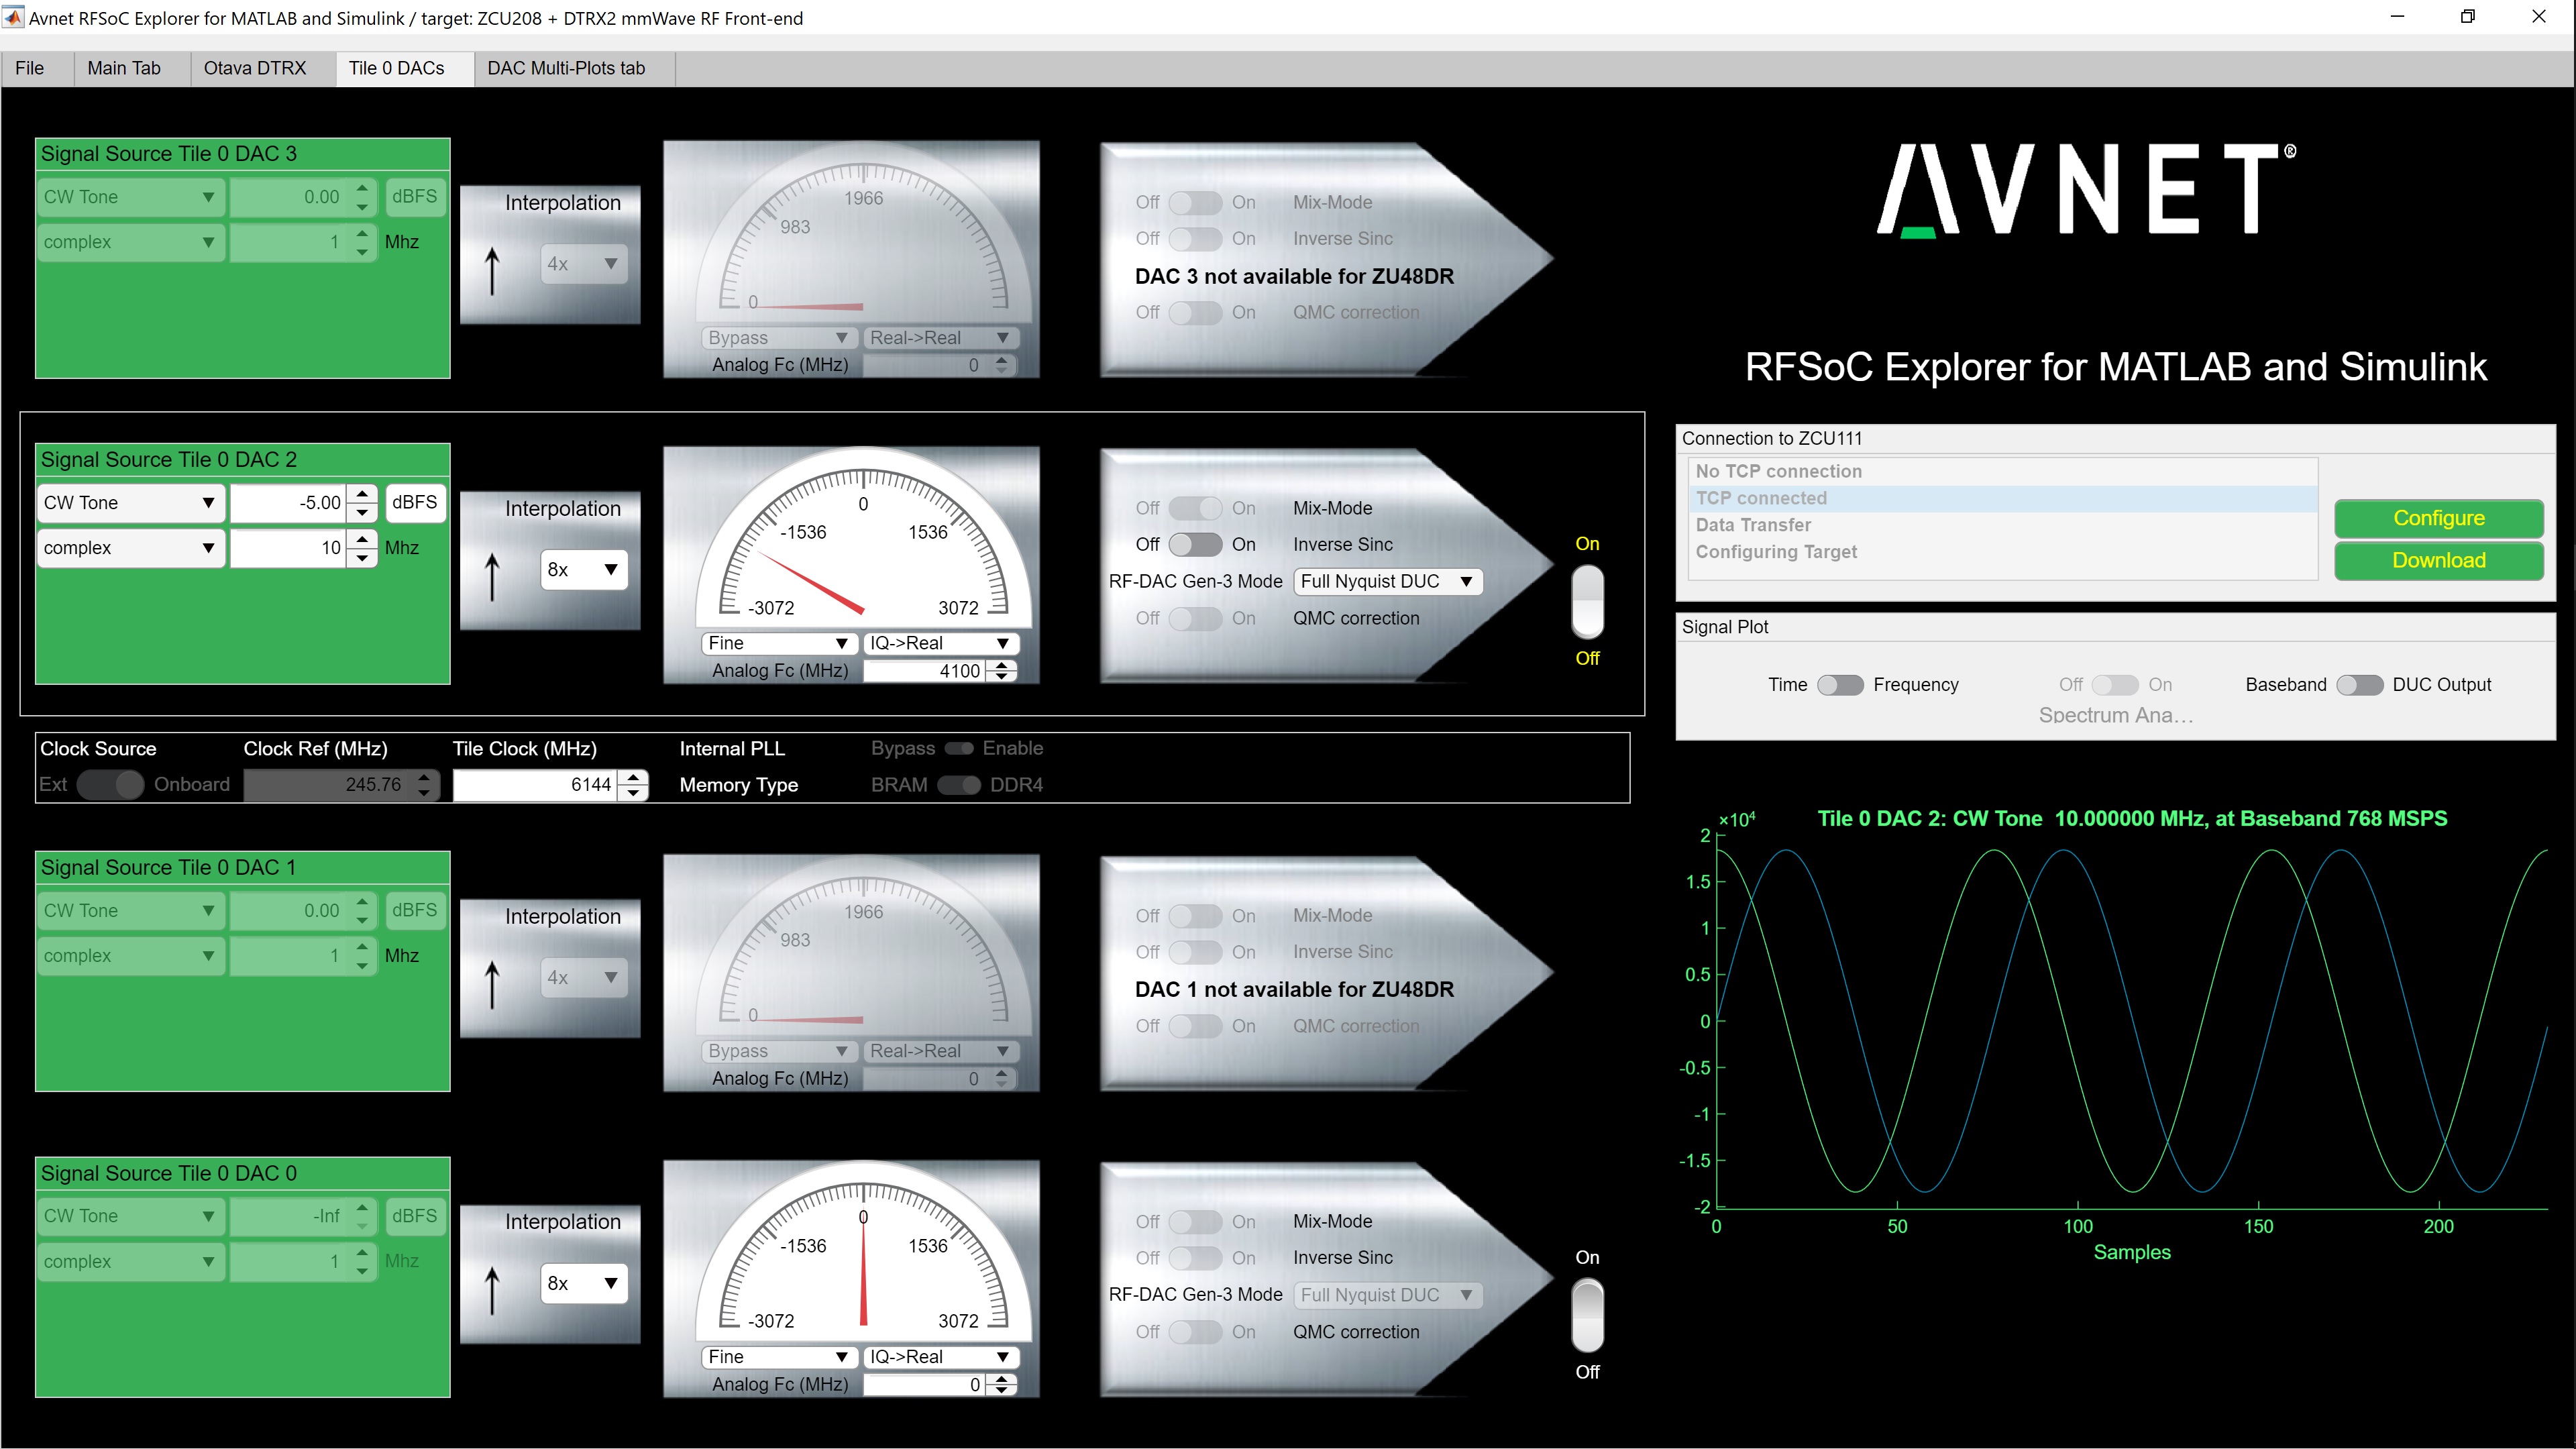 Avnet RFSoC Explorer for MATLAB and Simulink / target: ZCU208 + DTRX2 mmWave RF Front-end
File Main Tab Otava DTRX Tile 0 DACs DAC Multi-Plots tab
Signal Source Tile 0 DAC 3
CW Tone 0.00 dBFS
complex 1 Mhz
Interpolation
4x
0 983 1966
Bypass Real->Real
Analog Fc (MHz) 0
Off On Mix-Mode
Off On Inverse Sinc
DAC 3 not available for ZU48DR
Off On QMC correction
AVNET®
RFSoC Explorer for MATLAB and Simulink
Signal Source Tile 0 DAC 2
CW Tone -5.00 dBFS
complex 10 Mhz
Interpolation
8x
-3072 -1536 0 1536 3072
Fine IQ->Real
Analog Fc (MHz) 4100
Off On Mix-Mode
Off On Inverse Sinc
RF-DAC Gen-3 Mode Full Nyquist DUC
Off On QMC correction
On
Off
Connection to ZCU111
No TCP connection
TCP connected
Data Transfer
Configuring Target
Configure
Download
Signal Plot
Time Frequency Off On Baseband DUC Output
Spectrum Ana...
Clock Source Clock Ref (MHz) Tile Clock (MHz) Internal PLL Bypass Enable
Ext Onboard 245.76 6144 Memory Type BRAM DDR4
Signal Source Tile 0 DAC 1
CW Tone 0.00 dBFS
complex 1 Mhz
Interpolation
4x
0 983 1966
Bypass Real->Real
Analog Fc (MHz) 0
Off On Mix-Mode
Off On Inverse Sinc
DAC 1 not available for ZU48DR
Off On QMC correction
Signal Source Tile 0 DAC 0
CW Tone -Inf dBFS
complex 1 Mhz
Interpolation
8x
-3072 -1536 0 1536 3072
Fine IQ->Real
Analog Fc (MHz) 0
Off On Mix-Mode
Off On Inverse Sinc
RF-DAC Gen-3 Mode Full Nyquist DUC
Off On QMC correction
On
Off
×10⁴ Tile 0 DAC 2: CW Tone 10.000000 MHz, at Baseband 768 MSPS
2
1.5
1
0.5
0
-0.5
-1
-1.5
-2
0 50 100 150 200
Samples